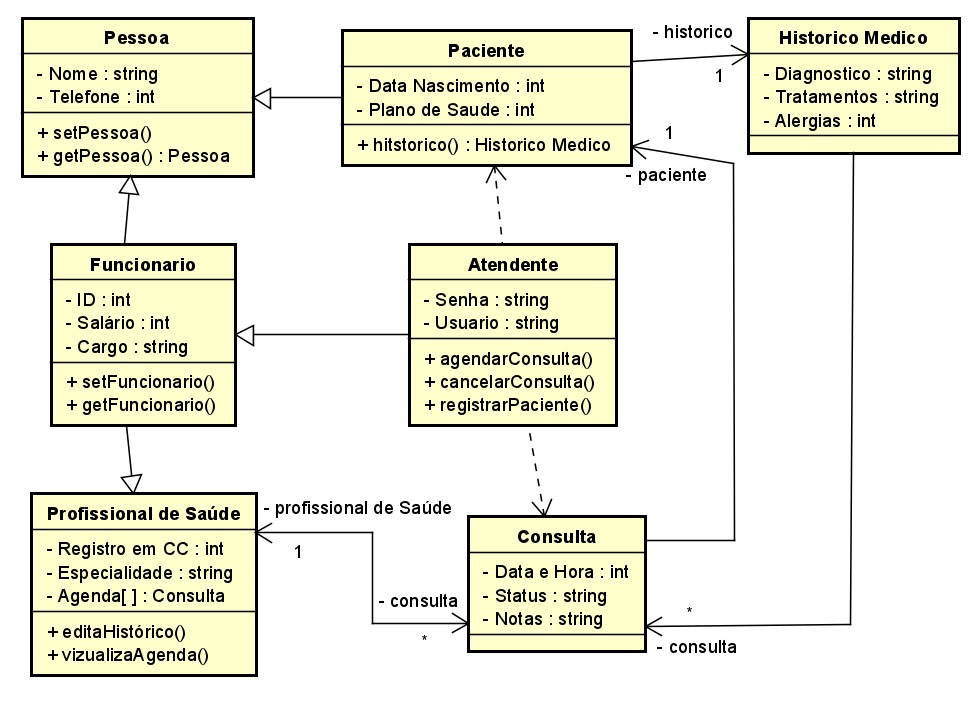 Pessoa
- Nome : string
- Telefone : int
+ setPessoa()
+ getPessoa() : Pessoa
Paciente
- Data Nascimento : int
- Plano de Saude : int
+ hitstorico() : Historico Medico
- historico
1
Historico Medico
- Diagnostico : string
- Tratamentos : string
- Alergias : int
1
- paciente
Funcionario
- ID : int
- Salário : int
- Cargo : string
+ setFuncionario()
+ getFuncionario()
Atendente
- Senha : string
- Usuario : string
+ agendarConsulta()
+ cancelarConsulta()
+ registrarPaciente()
Profissional de Saúde
- Registro em CC : int
- Especialidade : string
- Agenda[ ] : Consulta
+ editaHistórico()
+ vizualizaAgenda()
- profissional de Saúde
1
- consulta
*
Consulta
- Data e Hora : int
- Status : string
- Notas : string
*
- consulta